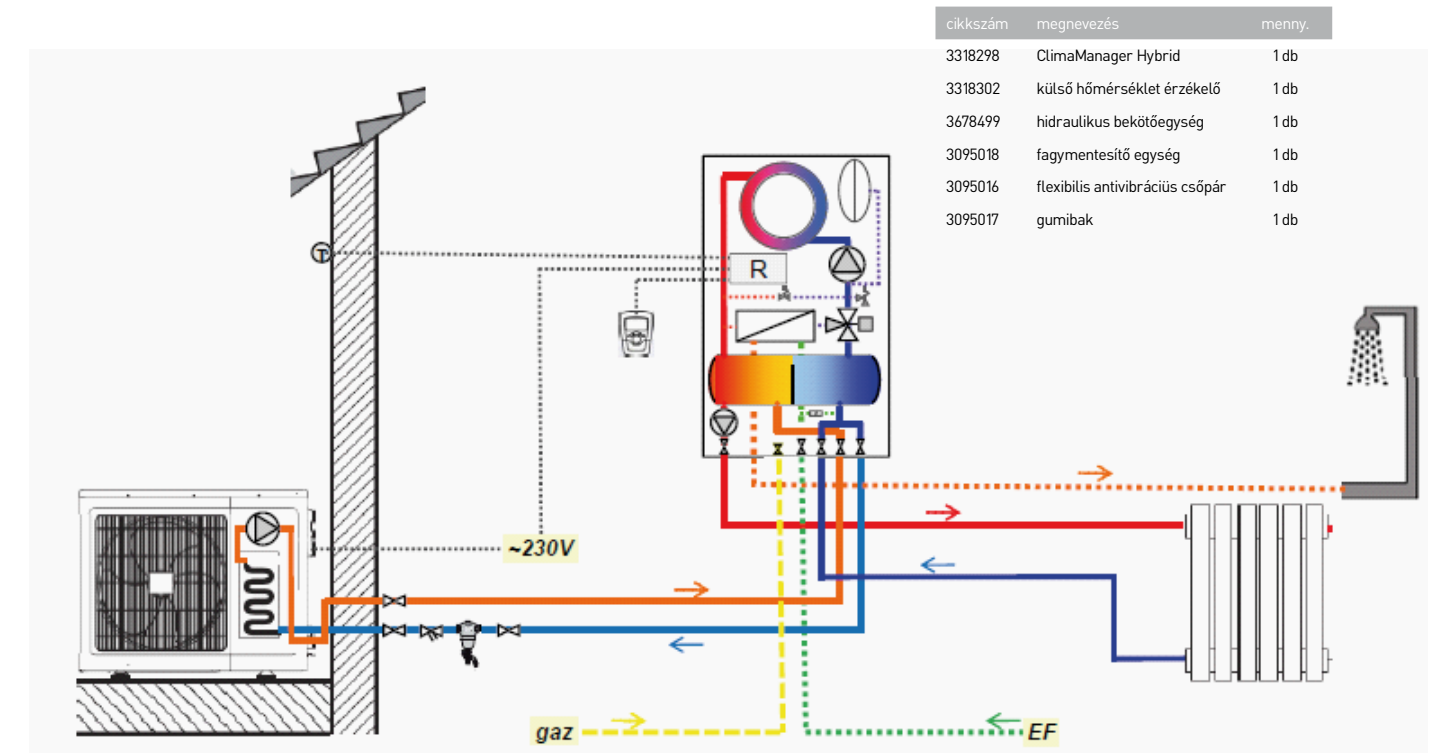 cikkszám megnevezés menny.
3318298 ClimaManager Hybrid 1 db
3318302 külső hőmérséklet érzékelő 1 db
3678499 hidraulikus bekötőegység 1 db
3095018 fagymentesítő egység 1 db
3095016 flexibilis antivibráciüs csőpár 1 db
3095017 gumibak 1 db
T
R
~230V
gaz
EF